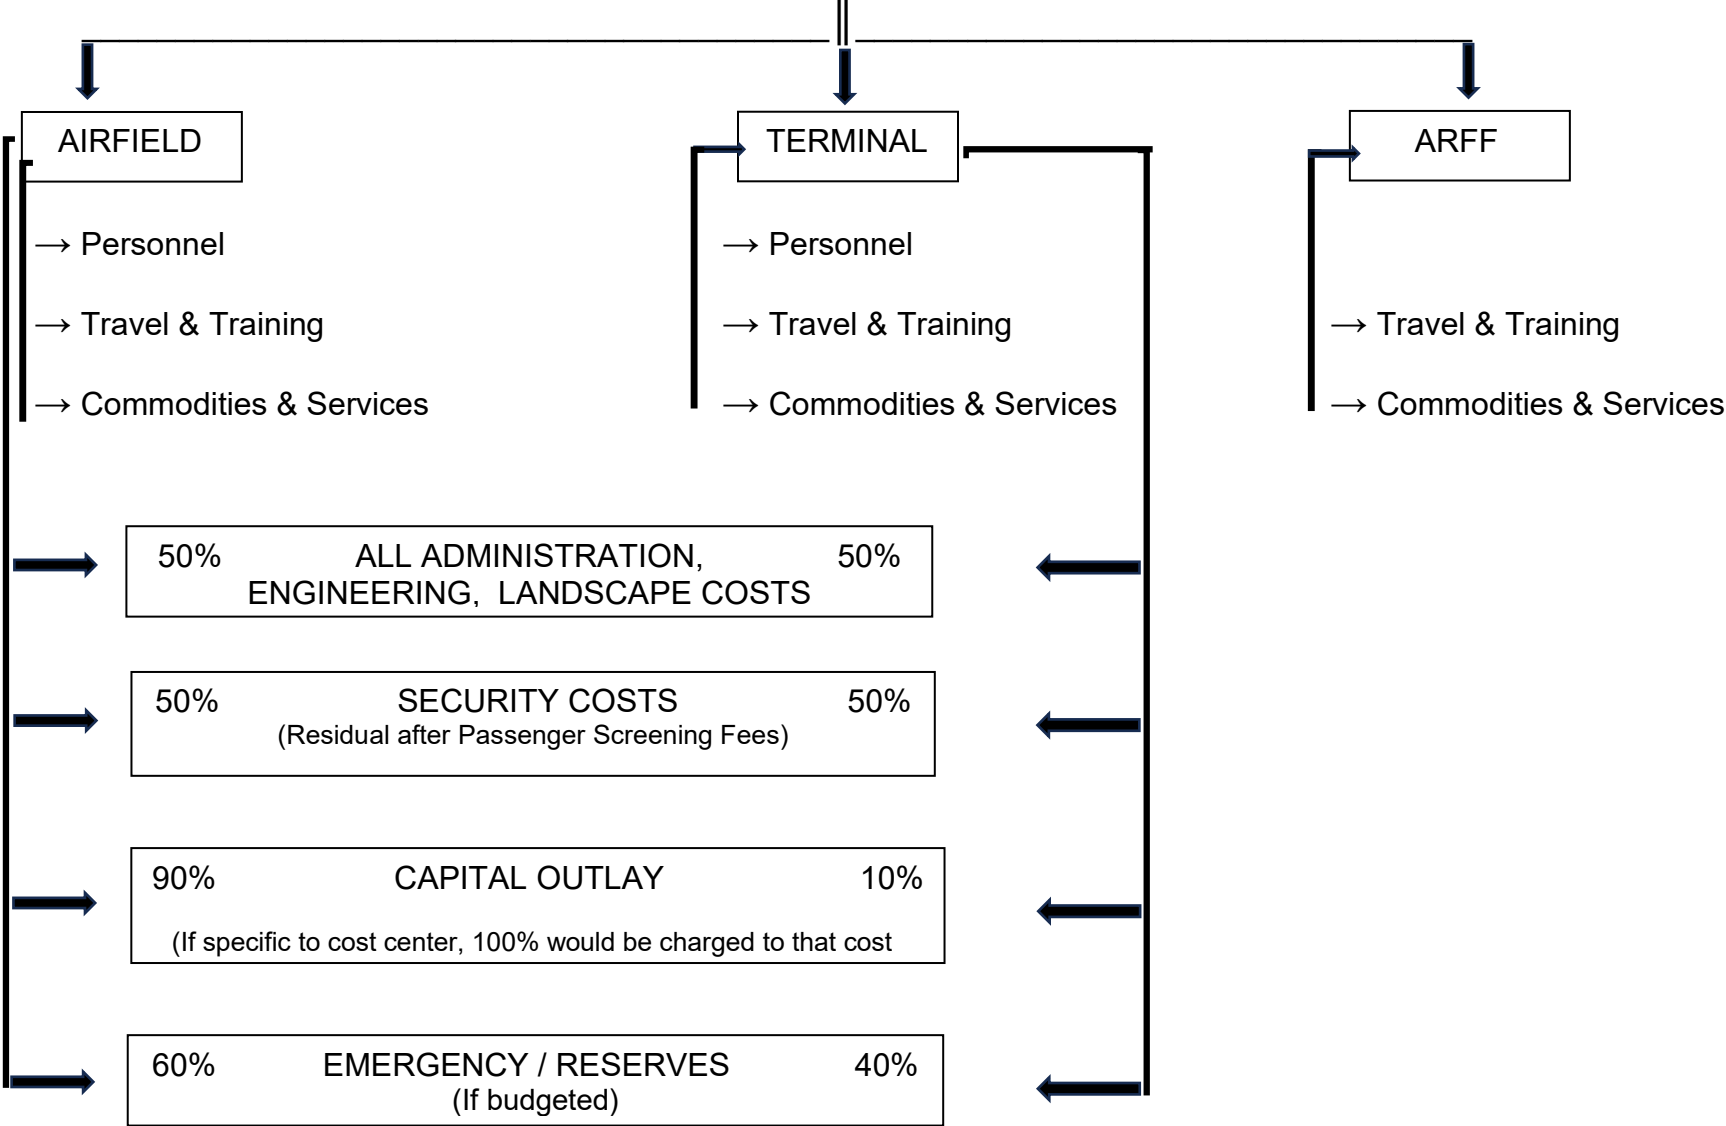 AIRFIELD
TERMINAL
ARFF
→ Personnel
→ Personnel
→ Travel & Training
→ Travel & Training
→ Travel & Training
→ Commodities & Services
→ Commodities & Services
→ Commodities & Services
50% ALL ADMINISTRATION, 50%
ENGINEERING, LANDSCAPE COSTS
50% SECURITY COSTS 50%
(Residual after Passenger Screening Fees)
90% CAPITAL OUTLAY 10%
(If specific to cost center, 100% would be charged to that cost
60% EMERGENCY / RESERVES 40%
(If budgeted)